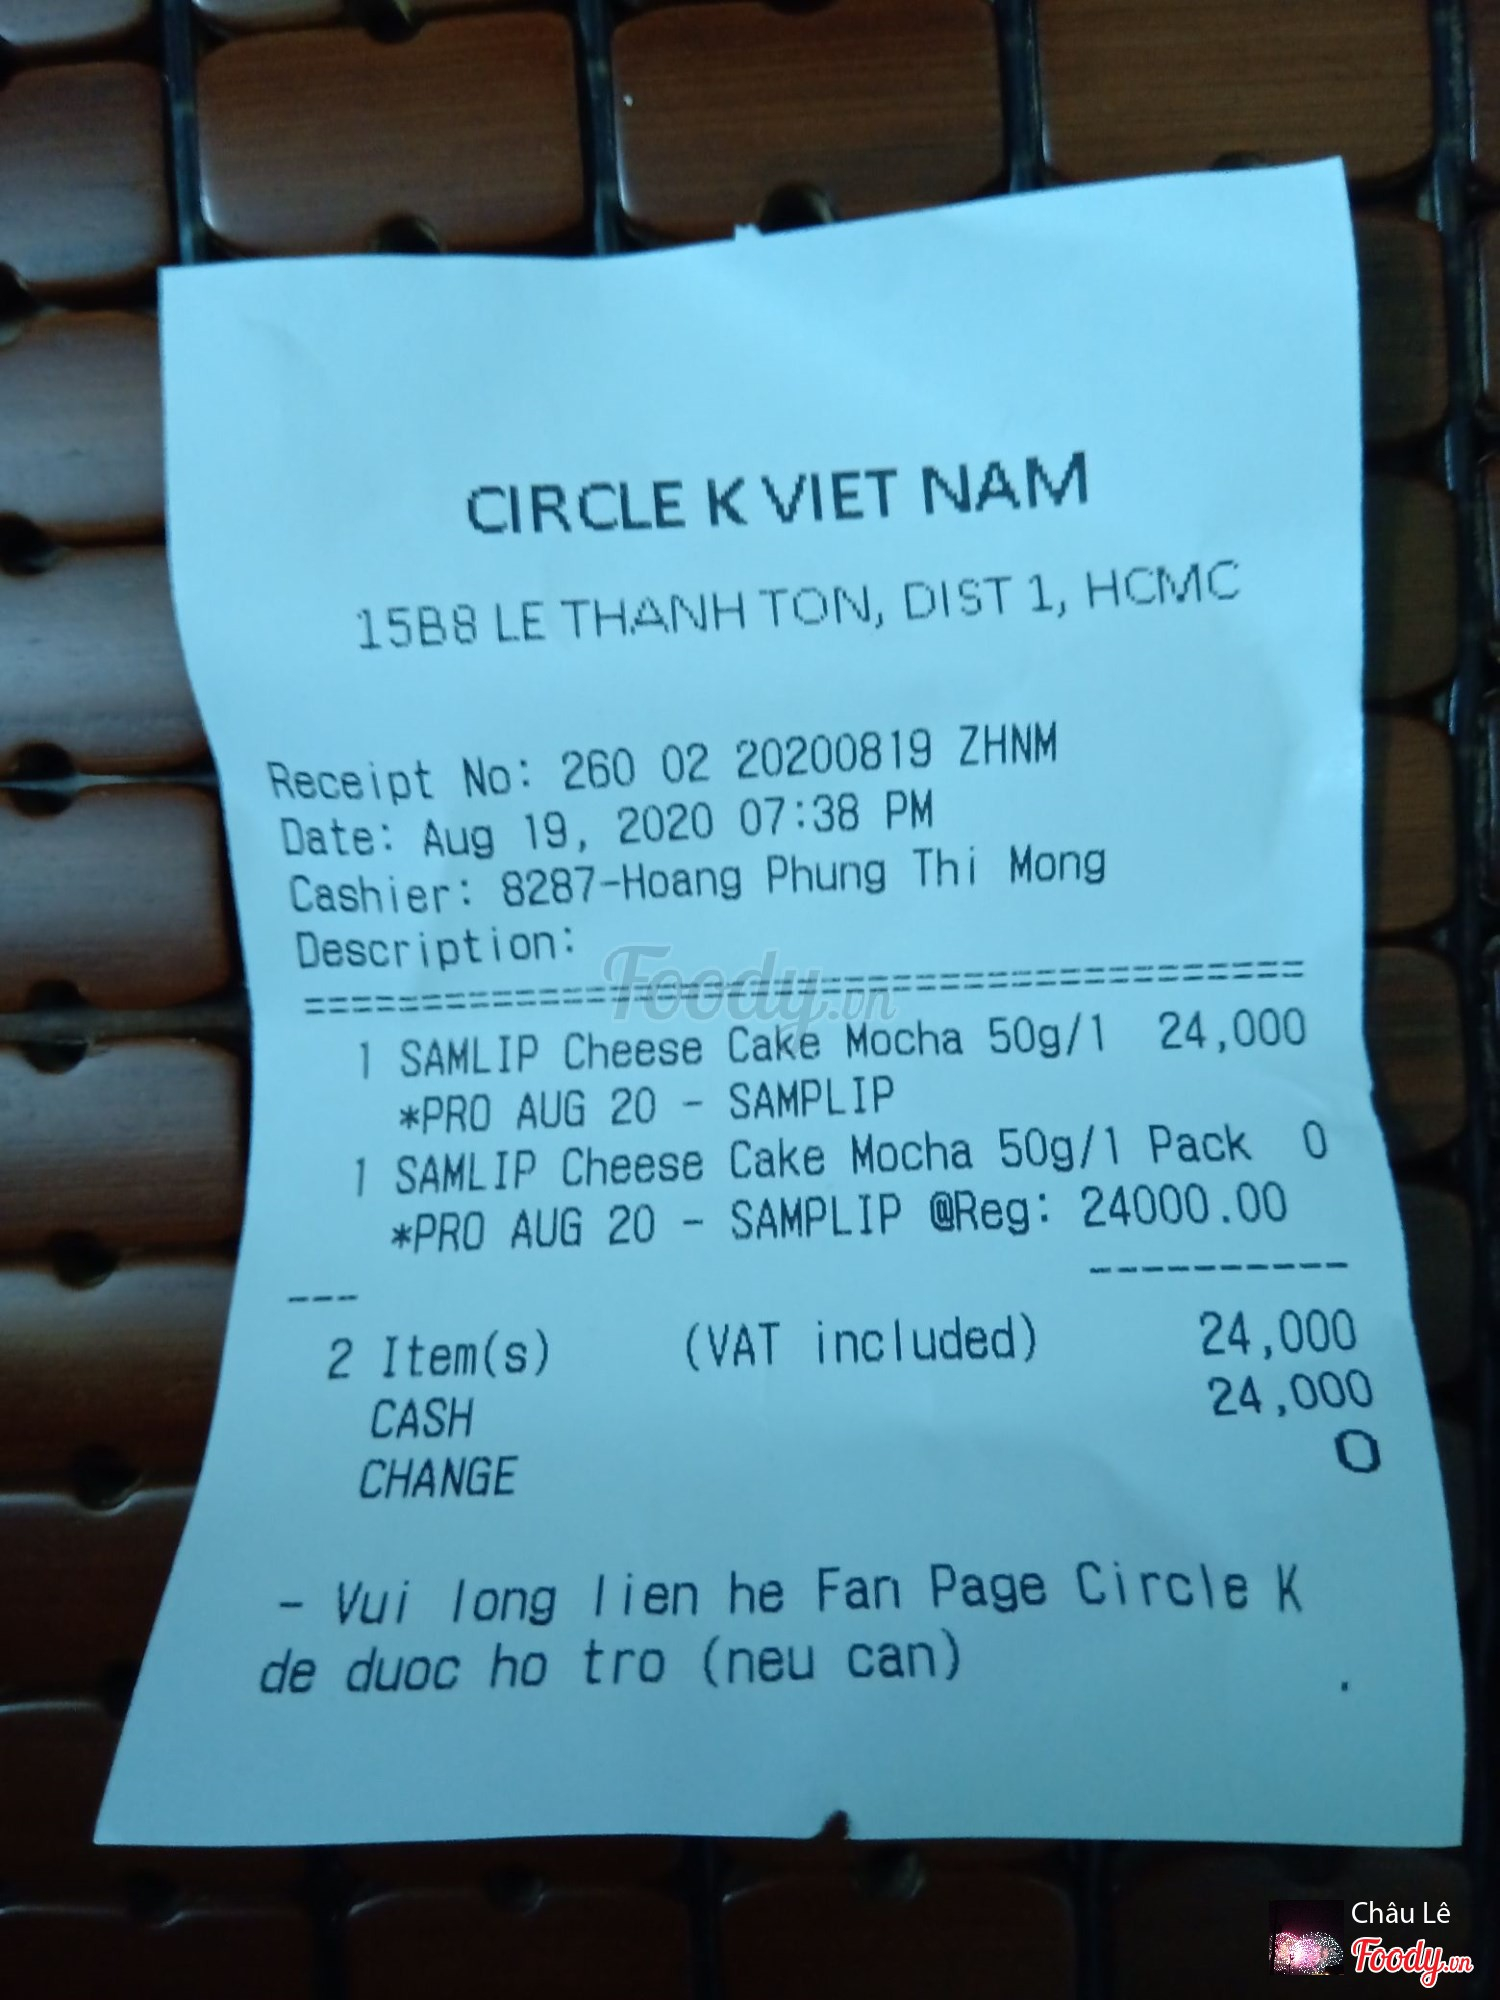 CIRCLE K VIET NAM
15B8 LE THANH TON, DIST 1, HCMC
Receipt No: 260 02 20200819 ZHNM
Date: Aug 19, 2020 07:38 PM
Cashier: 8287-Hoang Phung Thi Mong
Description:
===========================================
1 SAMLIP Cheese Cake Mocha 50g/1 24,000
*PRO AUG 20 - SAMPLIP
1 SAMLIP Cheese Cake Mocha 50g/1 Pack 0
*PRO AUG 20 - SAMPLIP @Reg: 24000.00
--- ----------
2 Item(s) (VAT included) 24,000
CASH 24,000
CHANGE 0
- Vui long lien he Fan Page Circle K
de duoc ho tro (neu can)
.
Foody.vn
Châu Lê
Foody.vn